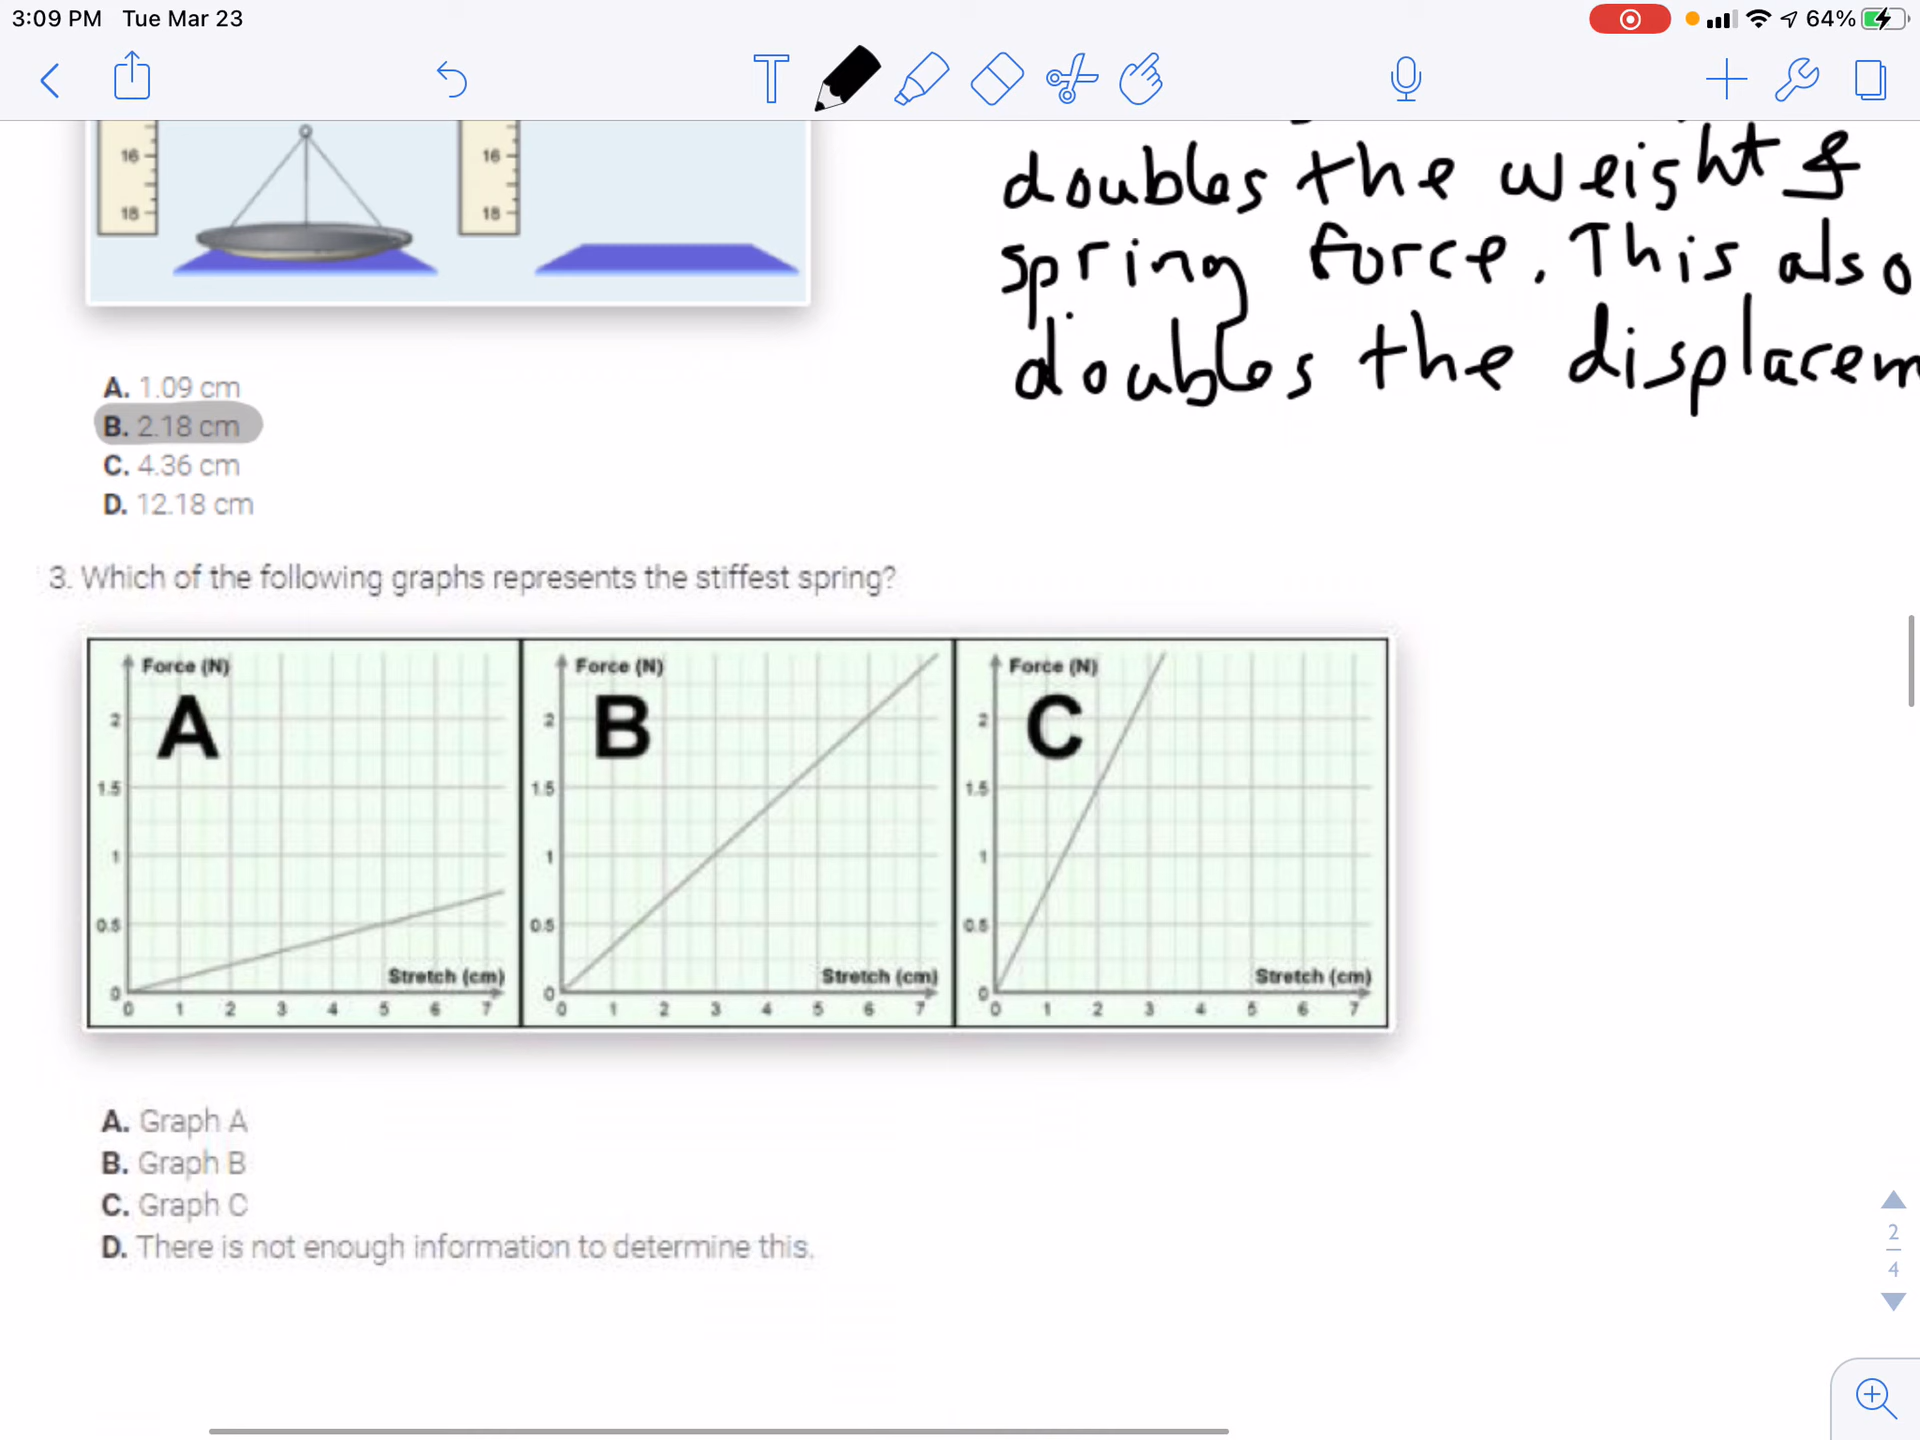 3:09 PM Tue Mar 23
64%
T
16
18
16
18
doubles the weight &
spring force. This also
doubles the displacem
A. 1.09 cm
B. 2.18 cm
C. 4.36 cm
D. 12.18 cm
3. Which of the following graphs represents the stiffest spring?
Force (N)
A
2
1.5
1
0.5
0
Stretch (cm)
0 1 2 3 4 5 6 7
Force (N)
B
2
1.5
1
0.5
0
Stretch (cm)
0 1 2 3 4 5 6 7
Force (N)
C
2
1.5
1
0.5
0
Stretch (cm)
0 1 2 3 4 5 6 7
A. Graph A
B. Graph B
C. Graph C
D. There is not enough information to determine this.
2
4